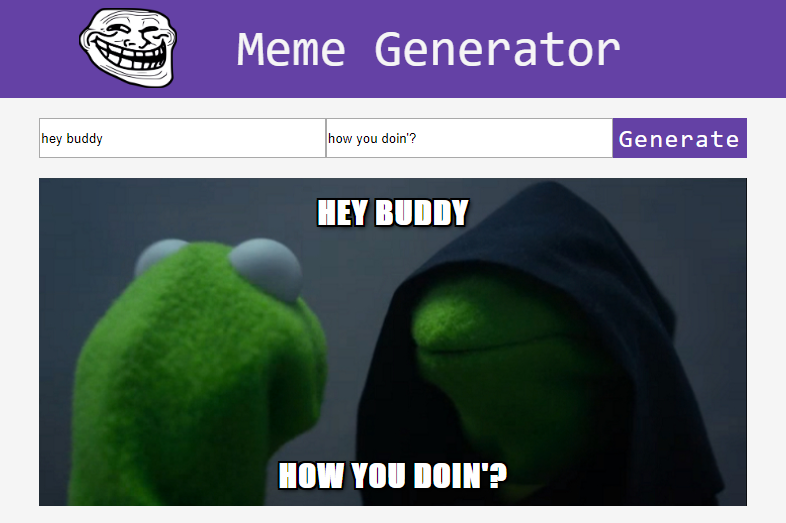 Meme Generator
hey buddy
how you doin'?
Generate
HEY BUDDY
HOW YOU DOIN'?